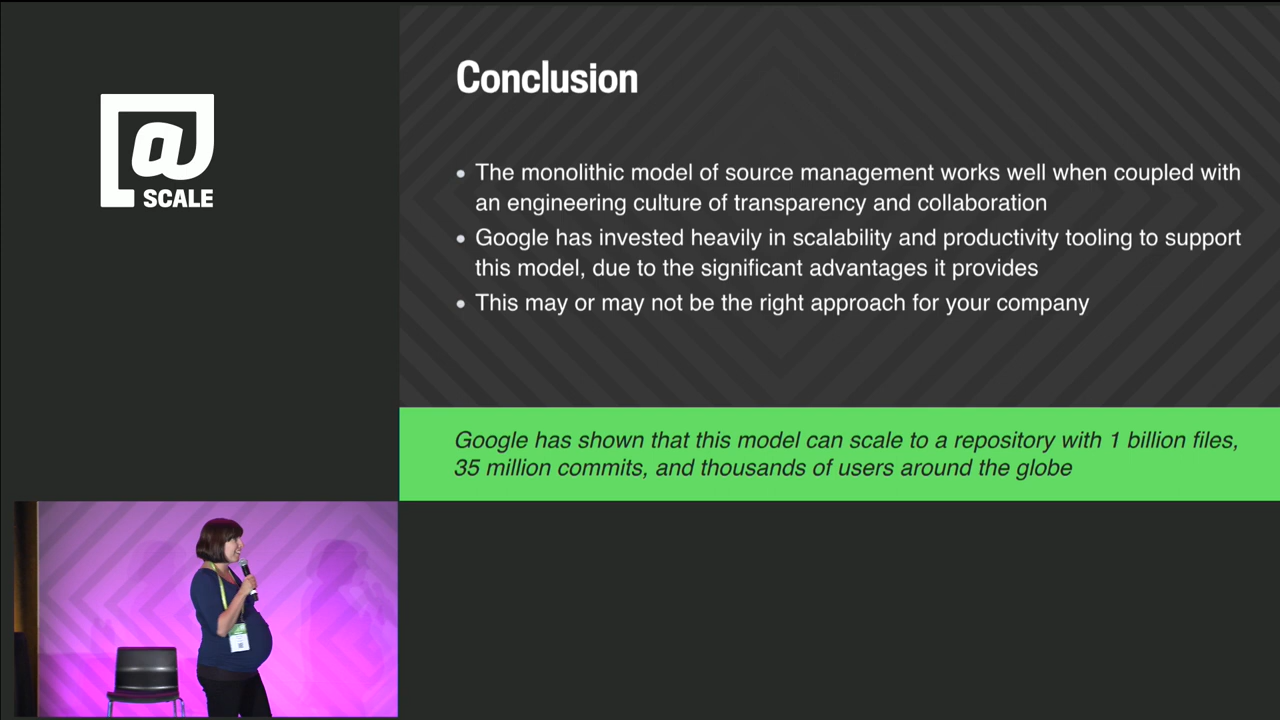 @
SCALE
Conclusion
• The monolithic model of source management works well when coupled with
an engineering culture of transparency and collaboration
• Google has invested heavily in scalability and productivity tooling to support
this model, due to the significant advantages it provides
• This may or may not be the right approach for your company
Google has shown that this model can scale to a repository with 1 billion files,
35 million commits, and thousands of users around the globe